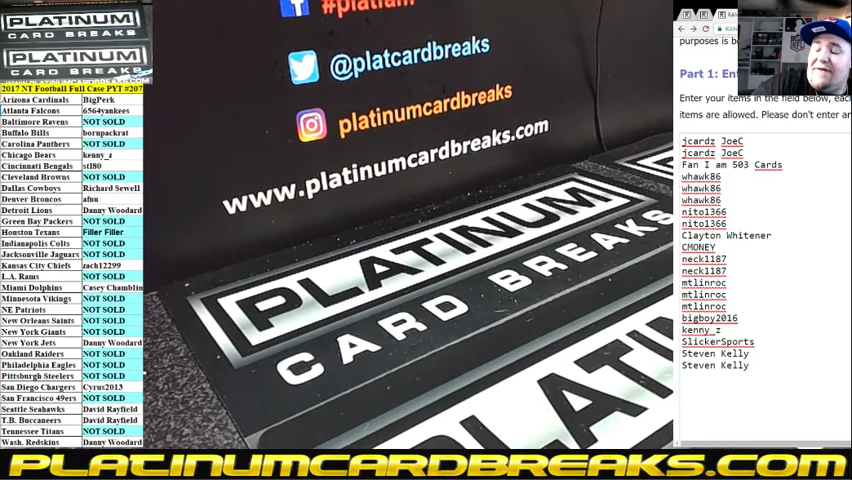 PLATINUM
CARD BREAKS
PLATINUM
CARD BREAKS
2017 NT Football Full Case PYT #207
Arizona Cardinals BigPerk
Atlanta Falcons 6564yankees
Baltimore Ravens NOT SOLD
Buffalo Bills bornpackrat
Carolina Panthers NOT SOLD
Chicago Bears kenny_z
Cincinnati Bengals st180
Cleveland Browns NOT SOLD
Dallas Cowboys Richard Sewell
Denver Broncos afnu
Detroit Lions Danny Woodard
Green Bay Packers NOT SOLD
Houston Texans Filler Filler
Indianapolis Colts NOT SOLD
Jacksonville Jaguars NOT SOLD
Kansas City Chiefs zach12299
L.A. Rams NOT SOLD
Miami Dolphins Casey Chamblin
Minnesota Vikings NOT SOLD
NE Patriots NOT SOLD
New Orleans Saints NOT SOLD
New York Giants NOT SOLD
New York Jets Danny Woodard
Oakland Raiders NOT SOLD
Philadelphia Eagles NOT SOLD
Pittsburgh Steelers NOT SOLD
San Diego Chargers Cyrus2013
San Francisco 49ers NOT SOLD
Seattle Seahawks David Rayfield
T.B. Buccaneers David Rayfield
Tennessee Titans NOT SOLD
Wash. Redskins Danny Woodard
@platcardbreaks
platinumcardbreaks
www.platinumcardbreaks.com
PLATINUM
CARD BREAKS
purposes is be
Part 1: En
Enter your items in the field below, each
items are allowed. Please don't enter an
jcardz JoeC
jcardz JoeC
Fan I am 503 Cards
whawk86
whawk86
whawk86
nito1366
nito1366
Clayton Whitener
CMONEY
neck1187
neck1187
mtlinroc
mtlinroc
mtlinroc
bigboy2016
kenny_z
SlickerSports
Steven Kelly
Steven Kelly
PLATINUMCARDBREAKS.COM